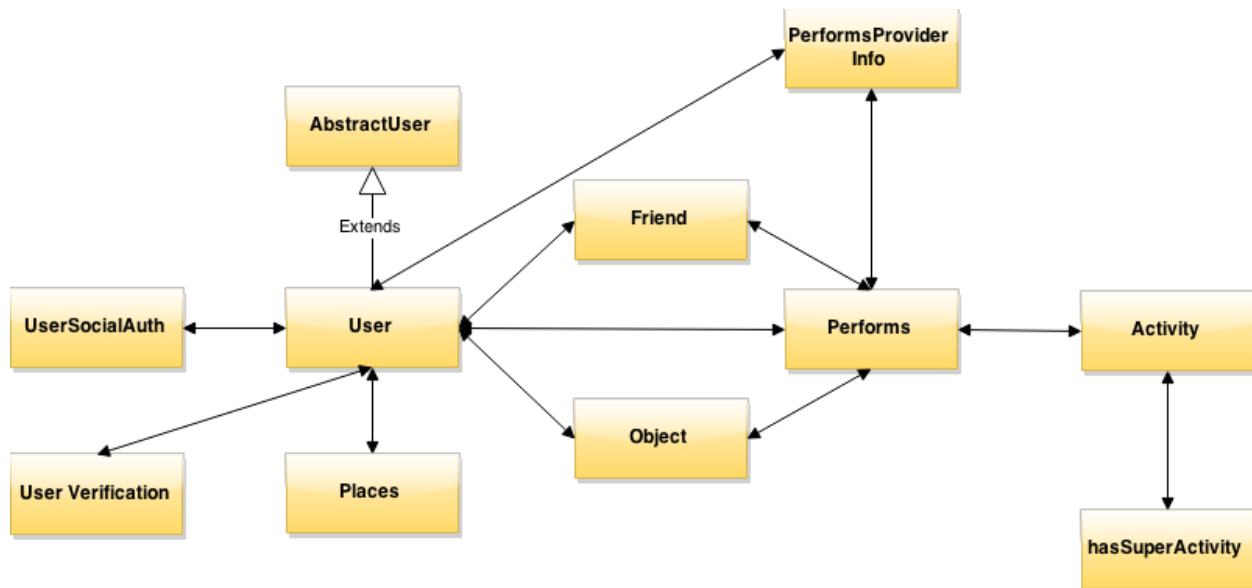 PerformsProvider
Info
AbstractUser
Extends
Friend
UserSocialAuth
User
Performs
Activity
Object
User Verification
Places
hasSuperActivity